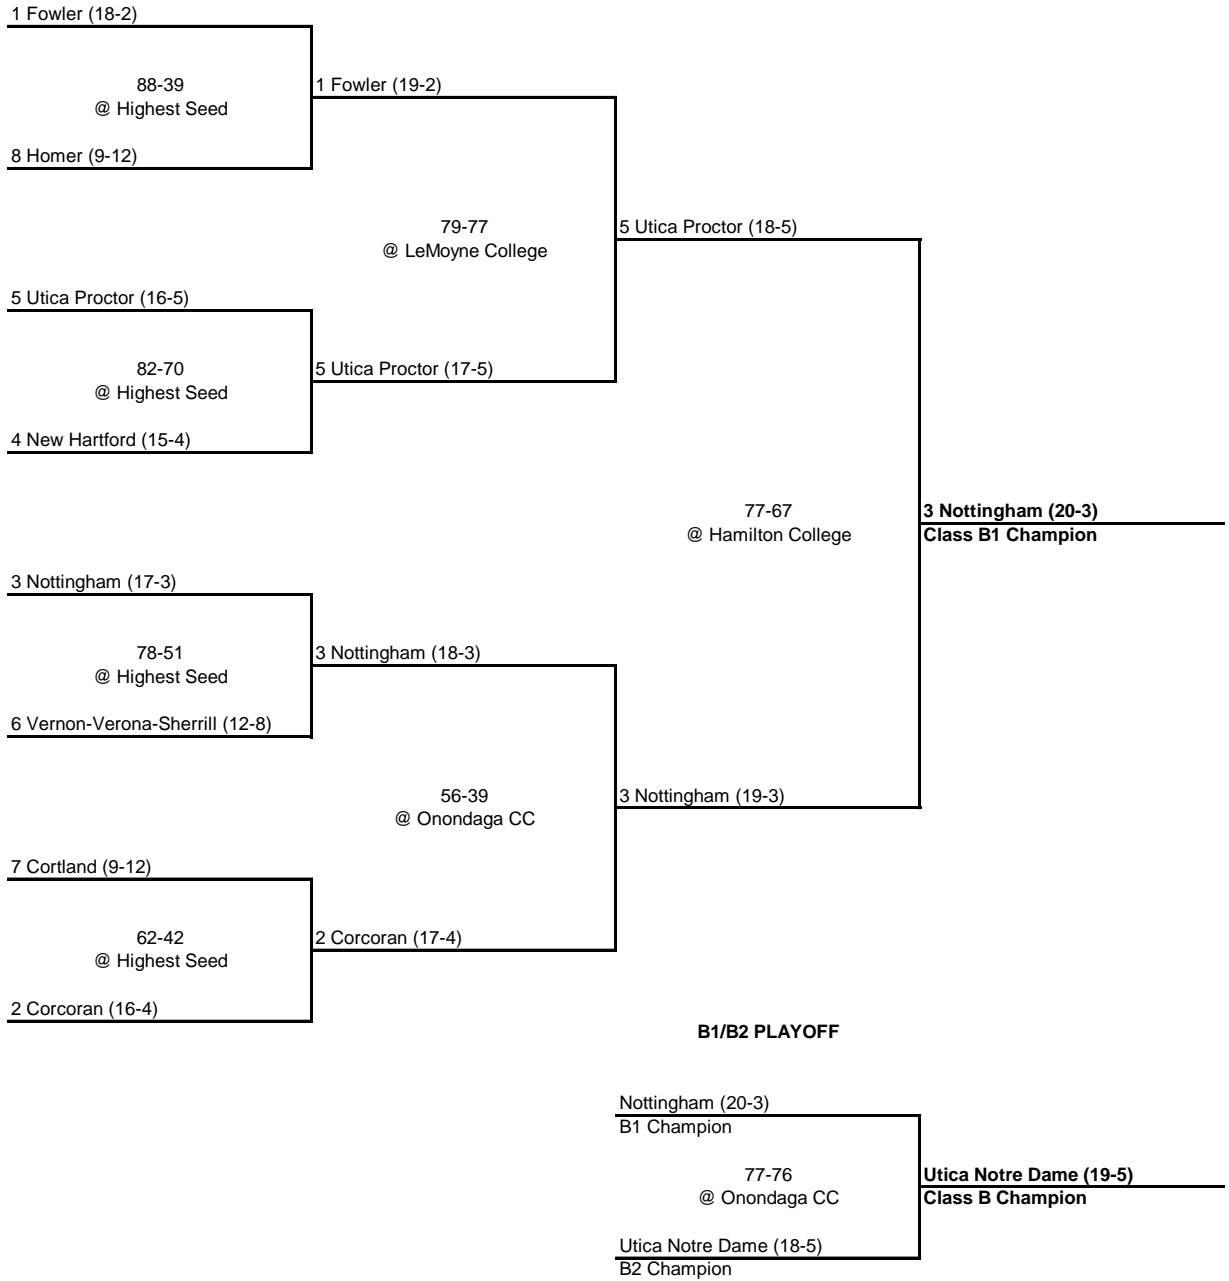 1 Fowler (18-2)
88-39
@ Highest Seed
1 Fowler (19-2)
8 Homer (9-12)
79-77
@ LeMoyne College
5 Utica Proctor (18-5)
5 Utica Proctor (16-5)
82-70
@ Highest Seed
5 Utica Proctor (17-5)
4 New Hartford (15-4)
77-67
@ Hamilton College
3 Nottingham (20-3)
Class B1 Champion
3 Nottingham (17-3)
78-51
@ Highest Seed
3 Nottingham (18-3)
6 Vernon-Verona-Sherrill (12-8)
56-39
@ Onondaga CC
3 Nottingham (19-3)
7 Cortland (9-12)
62-42
@ Highest Seed
2 Corcoran (17-4)
2 Corcoran (16-4)
B1/B2 PLAYOFF
Nottingham (20-3)
B1 Champion
77-76
@ Onondaga CC
Utica Notre Dame (19-5)
Class B Champion
Utica Notre Dame (18-5)
B2 Champion